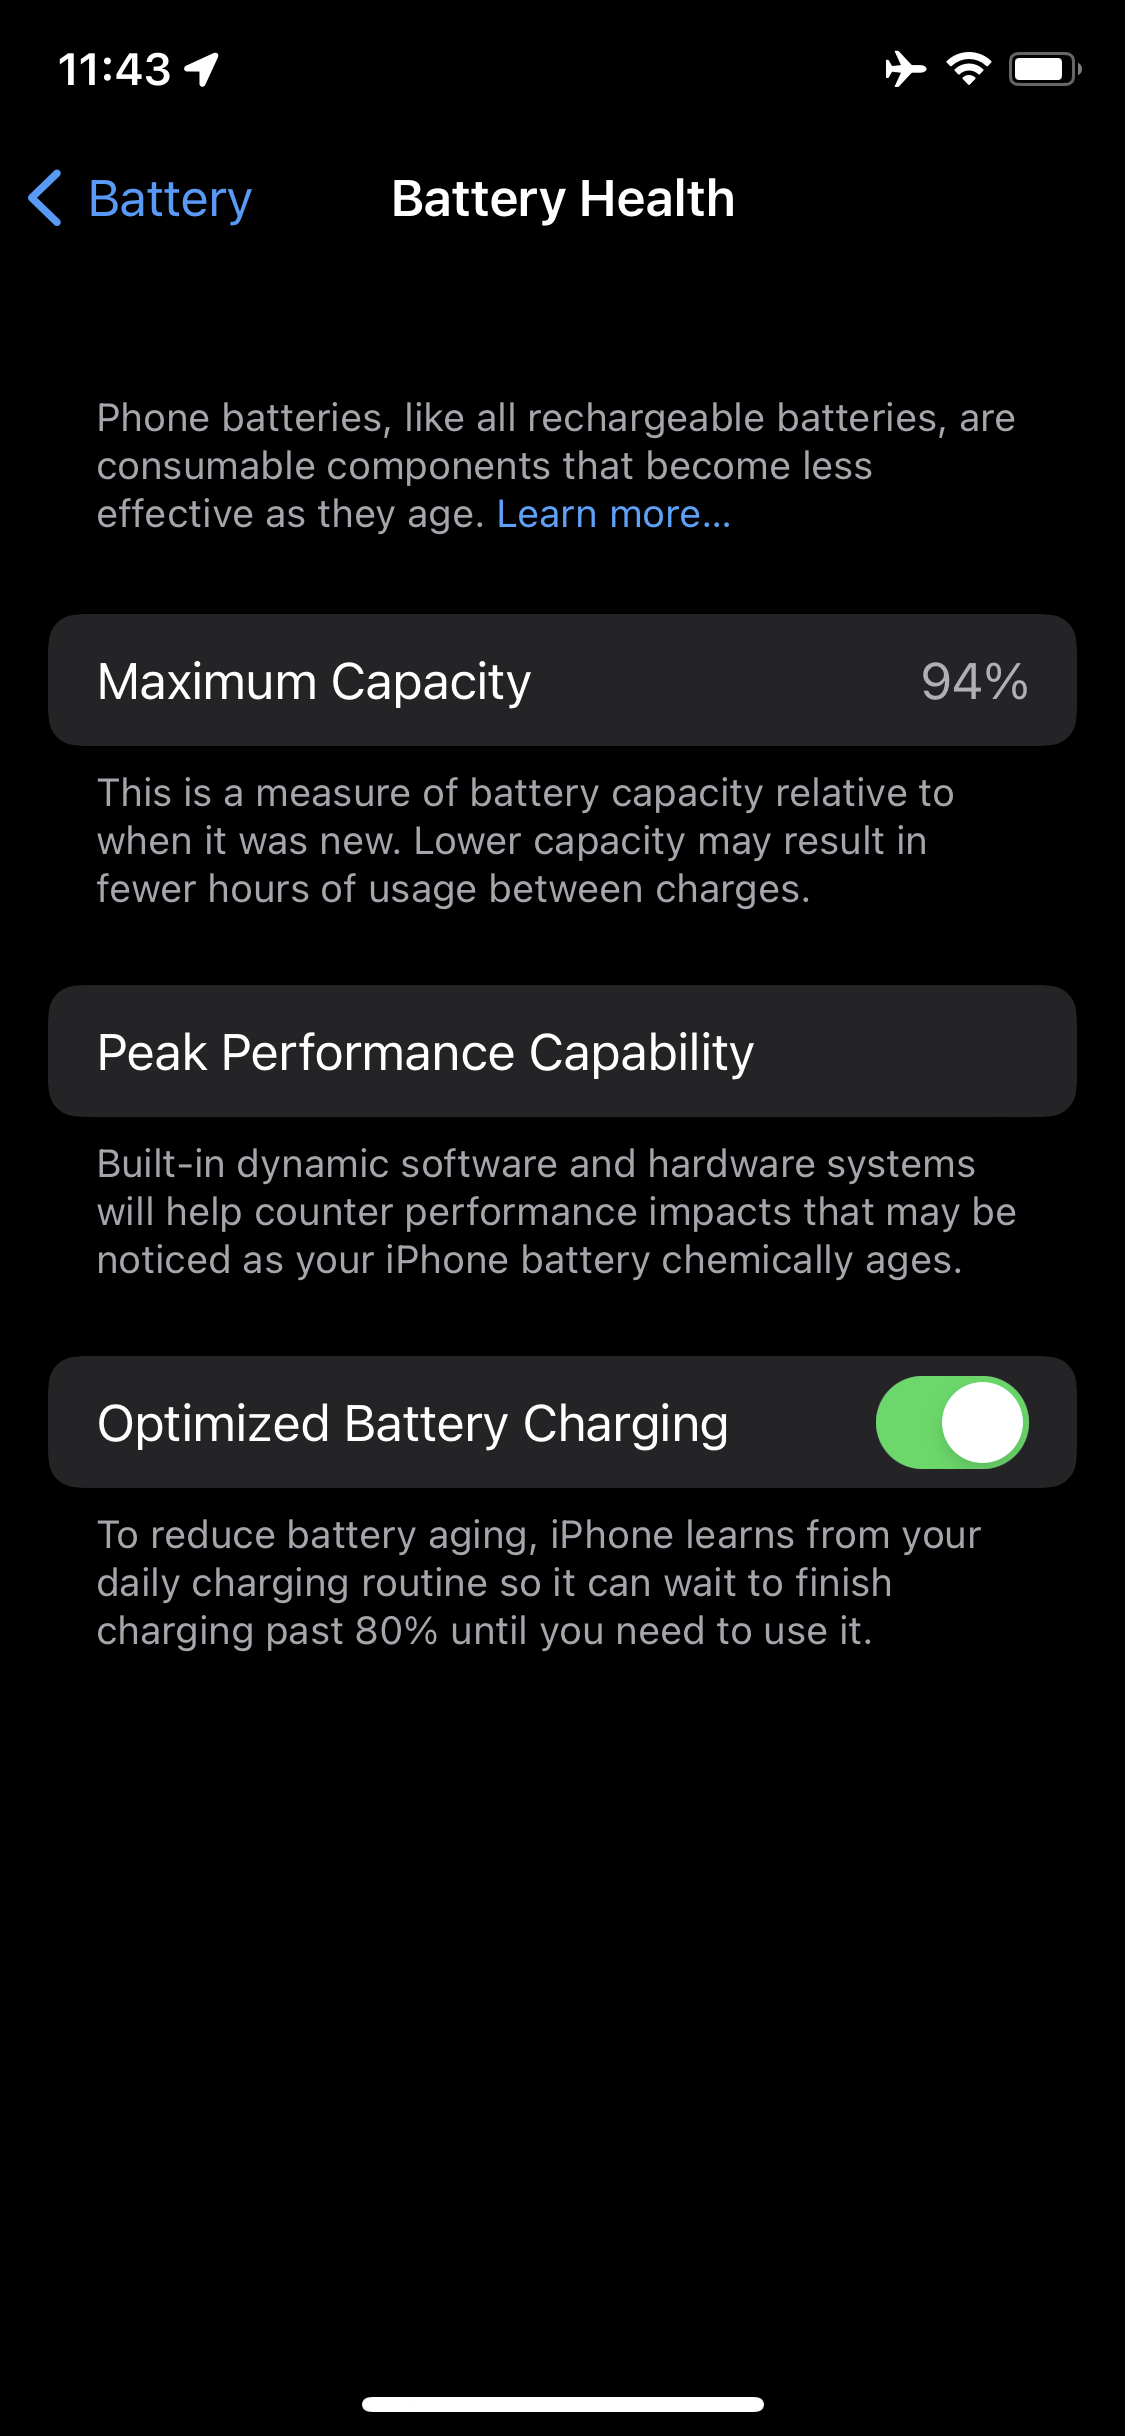 11:43
Battery
Battery Health
Phone batteries, like all rechargeable batteries, are
consumable components that become less
effective as they age. Learn more...
Maximum Capacity 94%
This is a measure of battery capacity relative to
when it was new. Lower capacity may result in
fewer hours of usage between charges.
Peak Performance Capability
Built-in dynamic software and hardware systems
will help counter performance impacts that may be
noticed as your iPhone battery chemically ages.
Optimized Battery Charging
To reduce battery aging, iPhone learns from your
daily charging routine so it can wait to finish
charging past 80% until you need to use it.